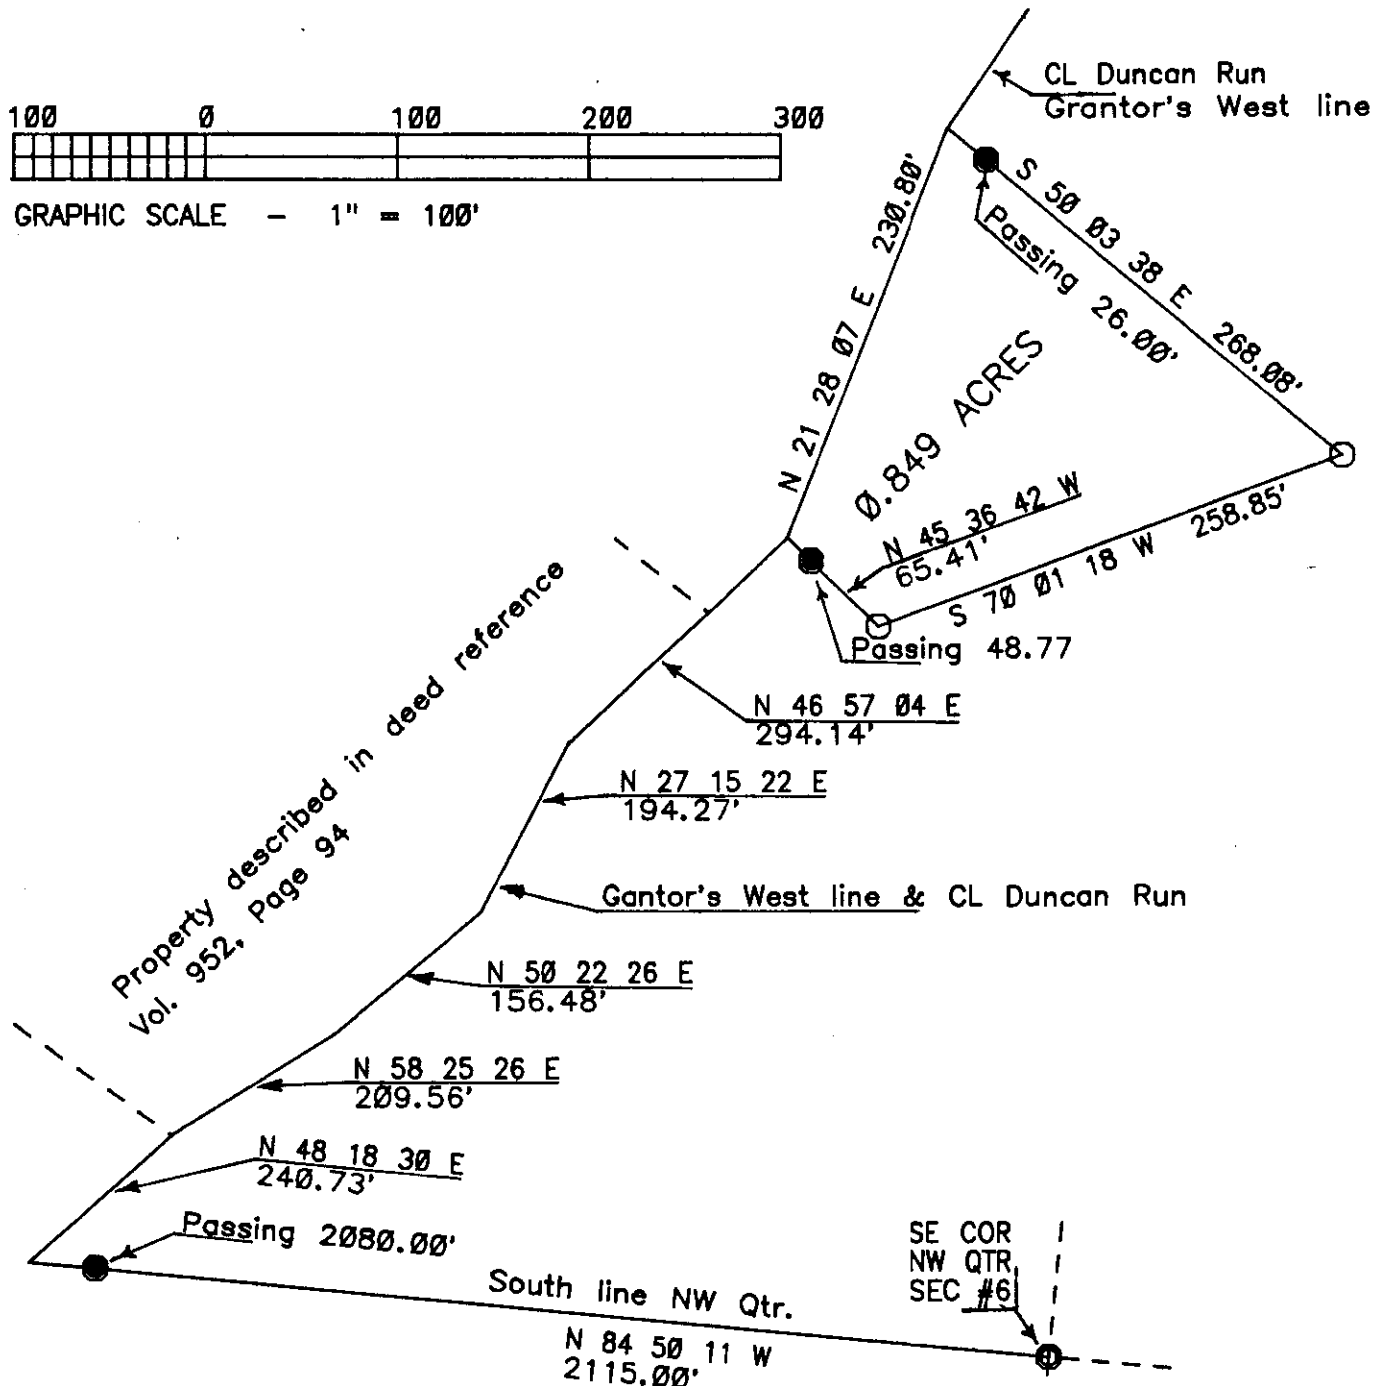 CL Duncan Run
Grantor's West line
100 0 100 200 300
GRAPHIC SCALE - 1" = 100'
S 50 03 38 E 268.08'
Passing 26.00'
N 21 28 07 E 230.80'
0.849 ACRES
N 45 36 42 W
65.41'
S 70 01 18 W 258.85'
Passing 48.77
N 46 57 04 E
294.14'
N 27 15 22 E
194.27'
Property described in deed reference
Vol. 952, Page 94
Gantor's West line & CL Duncan Run
N 50 22 26 E
156.48'
N 58 25 26 E
209.56'
N 48 18 30 E
240.73'
Passing 2080.00'
SE COR
NW QTR
SEC #6
South line NW Qtr.
N 84 50 11 W
2115.00'